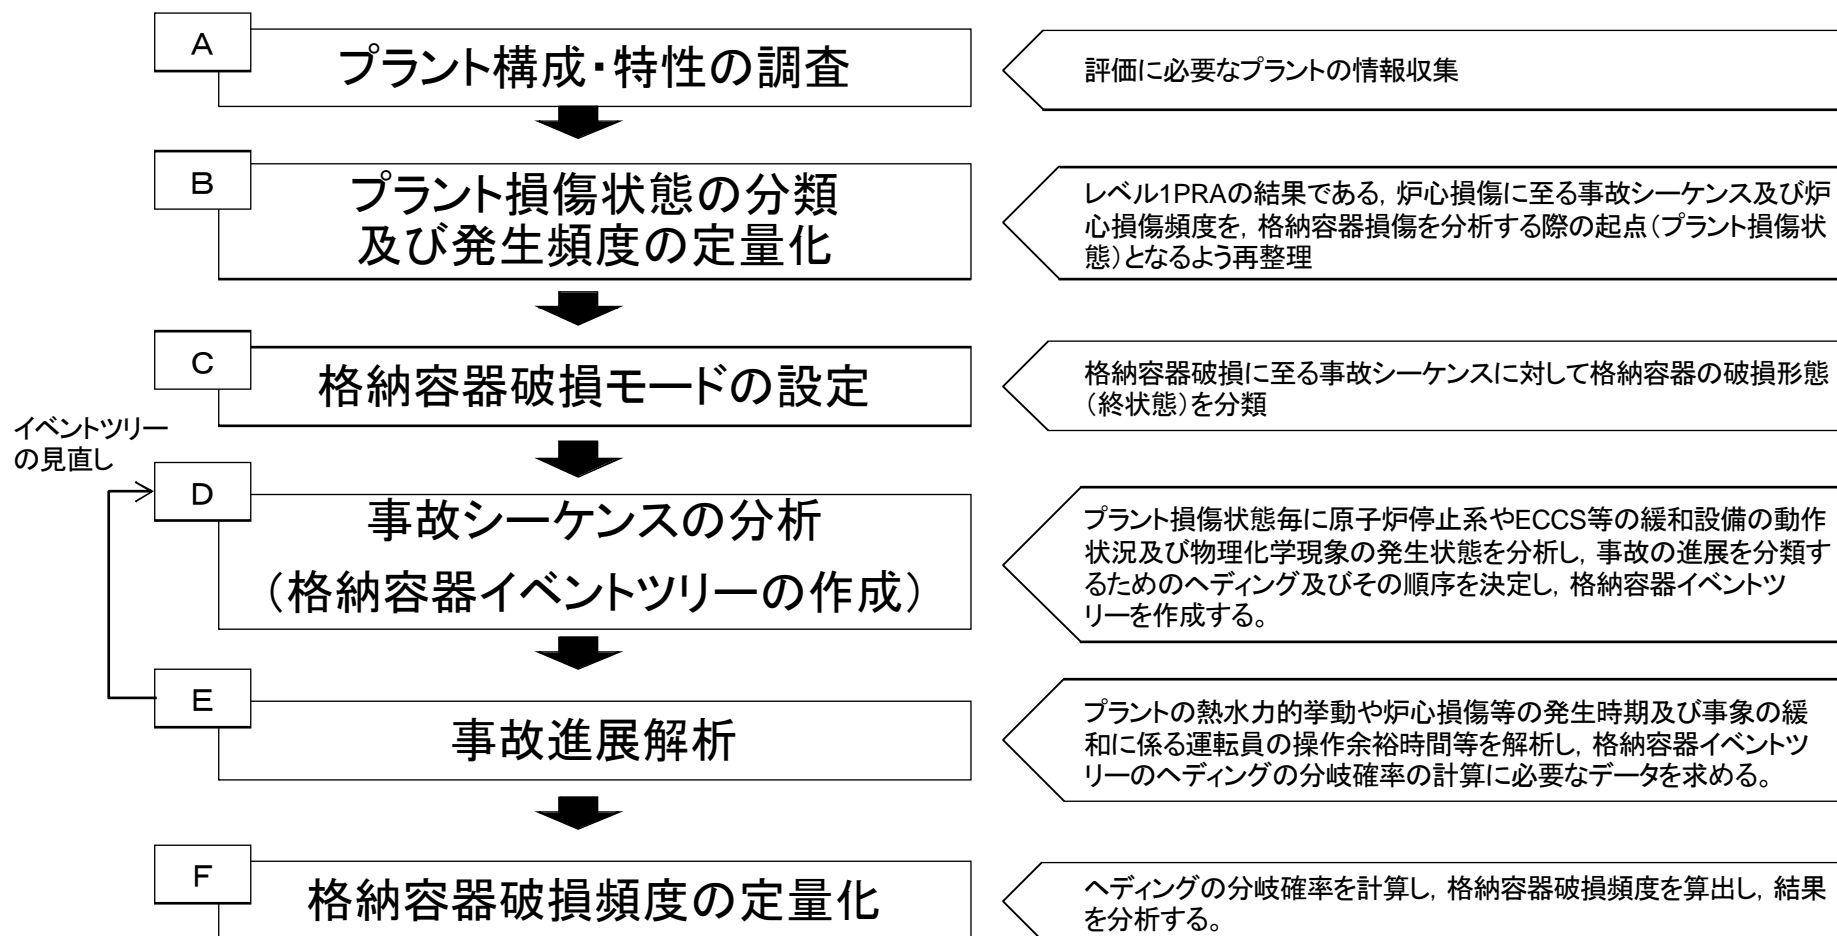 A
プラント構成・特性の調査
評価に必要なプラントの情報収集
B
プラント損傷状態の分類
及び発生頻度の定量化
レベル1PRAの結果である，炉心損傷に至る事故シーケンス及び炉
心損傷頻度を，格納容器損傷を分析する際の起点（プラント損傷状
態）となるよう再整理
C
格納容器破損モードの設定
格納容器破損に至る事故シーケンスに対して格納容器の破損形態
（終状態）を分類
イベントツリー
の見直し
D
事故シーケンスの分析
（格納容器イベントツリーの作成）
プラント損傷状態毎に原子炉停止系やECCS等の緩和設備の動作
状況及び物理化学現象の発生状態を分析し，事故の進展を分類す
るためのヘディング及びその順序を決定し，格納容器イベントツ
リーを作成する。
E
事故進展解析
プラントの熱水力的挙動や炉心損傷等の発生時期及び事象の緩
和に係る運転員の操作余裕時間等を解析し，格納容器イベントツ
リーのヘディングの分岐確率の計算に必要なデータを求める。
F
格納容器破損頻度の定量化
ヘディングの分岐確率を計算し，格納容器破損頻度を算出し，結果
を分析する。